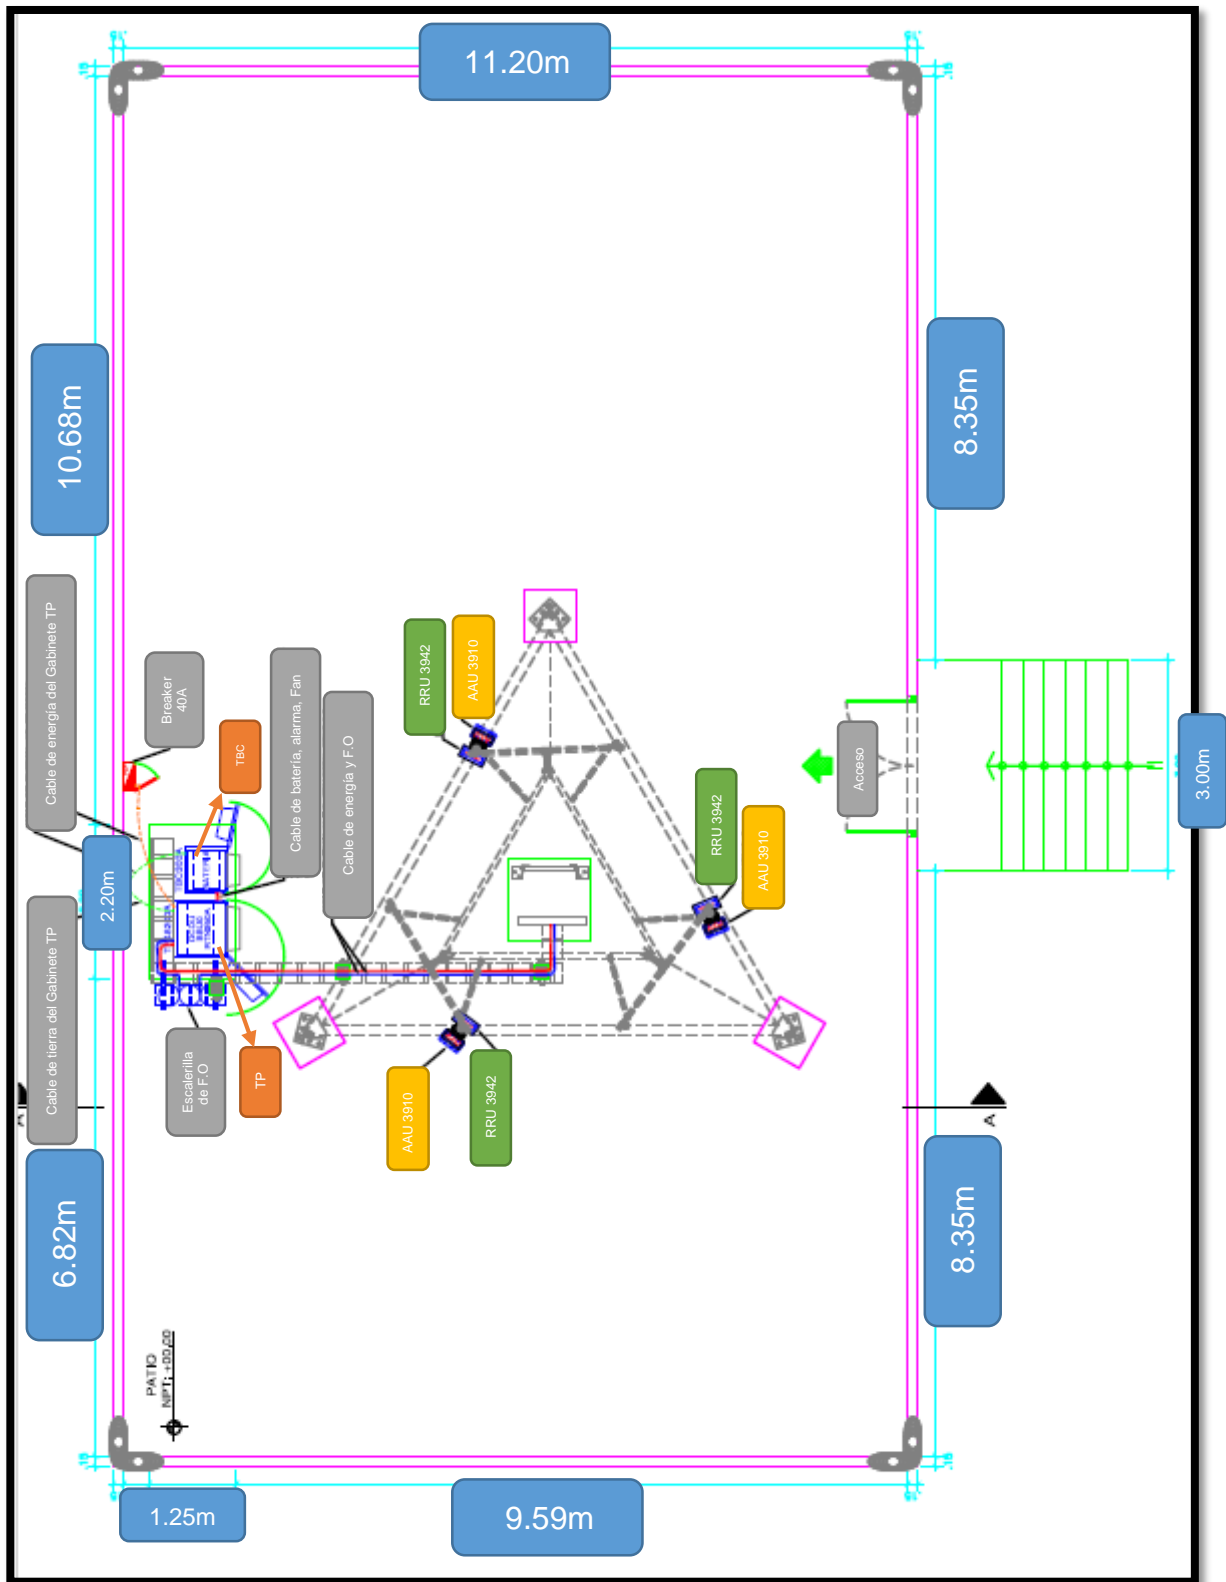 11.20m
10.68m
8.35m
Cable de energía del Gabinete TP
Breaker
40A
TBC
Cable de batería, alarma, Fan
Cable de energía y F.O
RRU 3942
AAU 3910
RRU 3942
AAU 3910
Acceso
3.00m
2.20m
Cable de tierra del Gabinete TP
Escalerilla
de F.O
TP
AAU 3910
RRU 3942
A
6.82m
8.35m
PATIO
NPT: +00.00
1.25m
9.59m